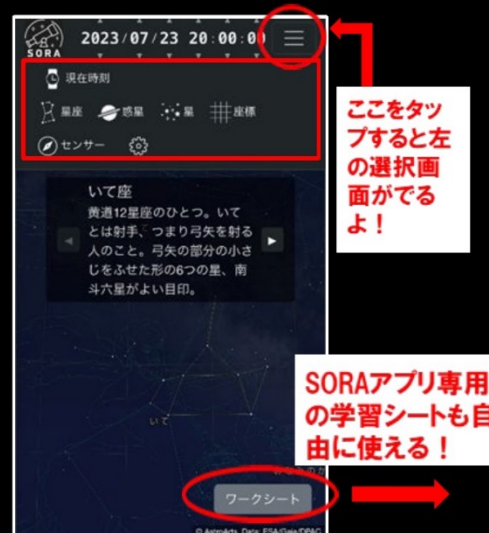 SORA
2023/07/23 20:00:00
現在時刻
星座 惑星 星 座標
センサー
いて座
黄道12星座のひとつ。いて
とは射手、つまり弓矢を射る
人のこと。弓矢の部分の小さ
じをふせた形の6つの星、南
斗六星がよい目印。
いて
ワークシート
© AstroArts, Data: ESA/Gaia/DPAC
ここをタッ
プすると左
の選択画
面がでる
よ！
SORAアプリ専用
の学習シートも自
由に使える！